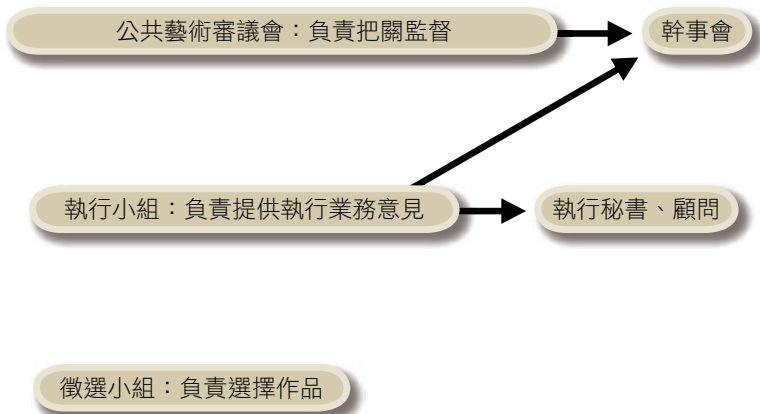 公共藝術審議會：負責把關監督
幹事會
執行小組：負責提供執行業務意見
執行秘書、顧問
徵選小組：負責選擇作品